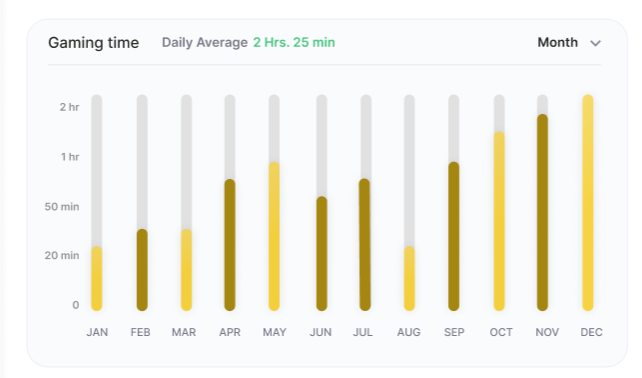 Gaming time Daily Average 2 Hrs. 25 min Month
2 hr
1 hr
50 min
20 min
0
JAN FEB MAR APR MAY JUN JUL AUG SEP OCT NOV DEC